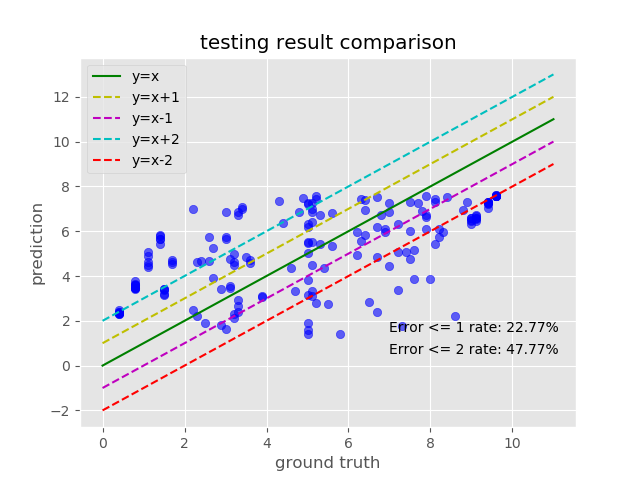 testing result comparison
y=x
y=x+1
y=x-1
y=x+2
y=x-2
12
10
8
6
4
2
0
−2
prediction
Error <= 1 rate: 22.77%
Error <= 2 rate: 47.77%
0 2 4 6 8 10
ground truth